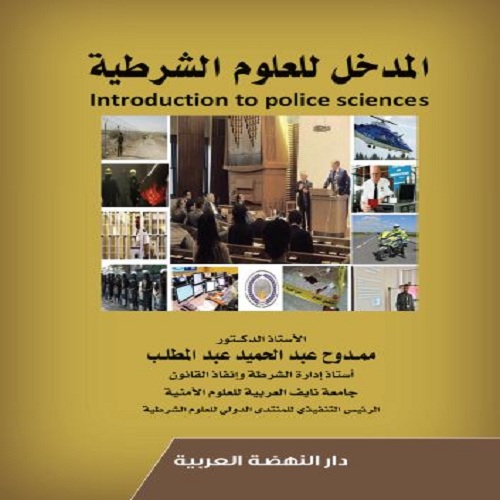 المدخل للعلوم الشرطية
Introduction to police sciences
الأستاذ الدكتور
ممدوح عبد الحميد عبد المطلب
أستاذ إدارة الشرطة وإنفاذ القانون
جامعة نايف العربية للعلوم الأمنية
الرئيس التنفيذي للمنتدى الدولي للعلوم الشرطية
دار النهضة العربية